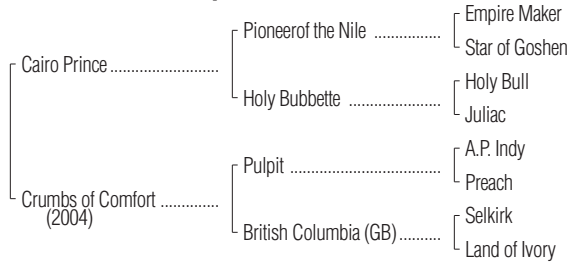 Empire Maker
Pioneerof the Nile ................
Star of Goshen
Cairo Prince ..........................
Holy Bull
Holy Bubbette ......................
Juliac
A.P. Indy
Pulpit ....................................
Preach
Crumbs of Comfort ..............
(2004)
Selkirk
British Columbia (GB) ..........
Land of Ivory